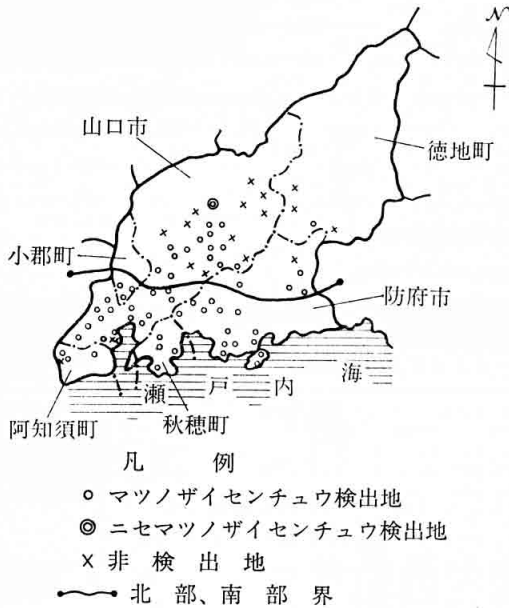 N
山口市
徳地町
小郡町
防府市
瀬戸内海
阿知須町
秋穂町
凡例
マツノザイセンチュウ検出地
ニセマツノザイセンチュウ検出地
× 非検出地
北部、南部界